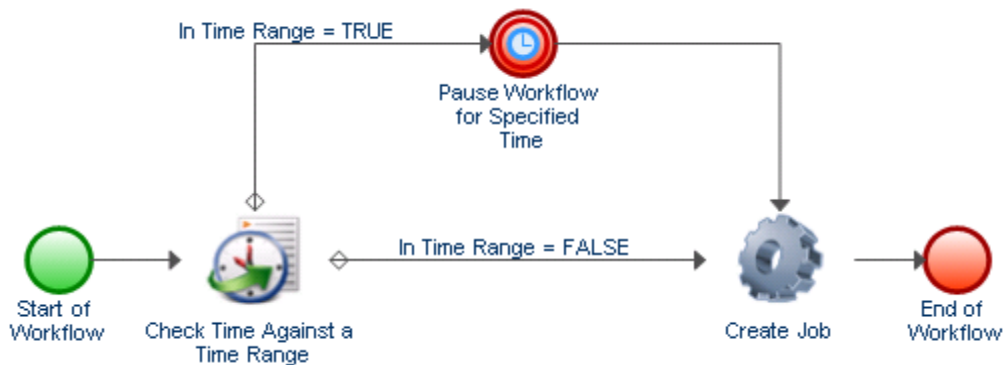 In Time Range = TRUE
Pause Workflow
for Specified
Time
In Time Range = FALSE
Start of
Workflow
Check Time Against a
Time Range
Create Job
End of
Workflow